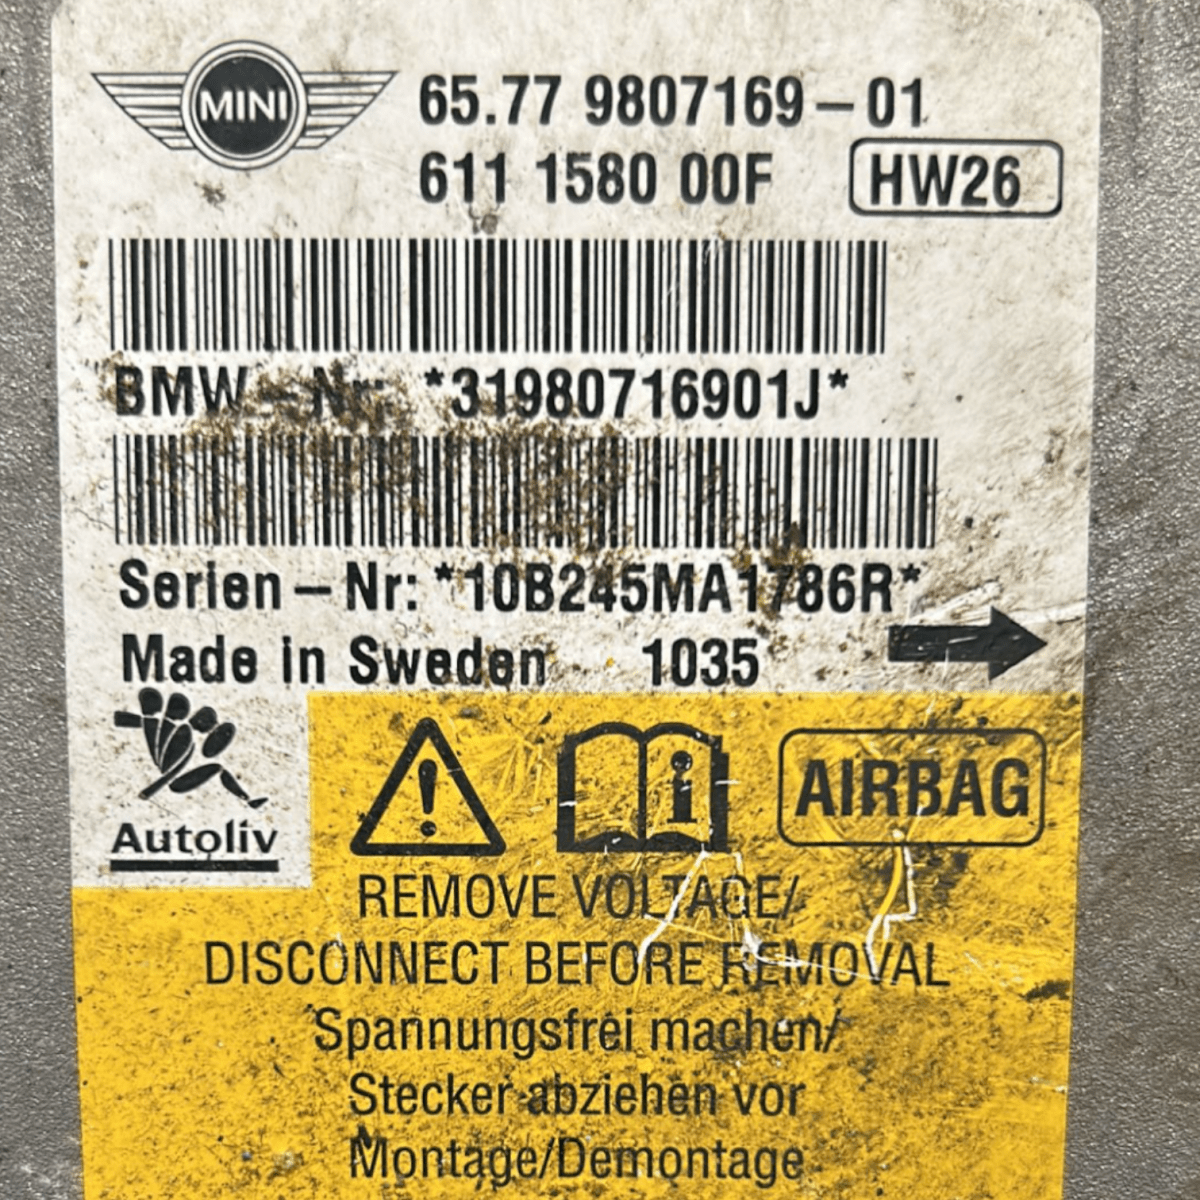 MINI
65.77 9807169-01
611 1580 00F HW26
BMW-Nr: *31980716901J*
Serien-Nr: *10B245MA1786R*
Made in Sweden 1035
Autoliv
AIRBAG
REMOVE VOLTAGE/
DISCONNECT BEFORE REMOVAL
Spannungsfrei machen/
Stecker abziehen vor
Montage/Demontage